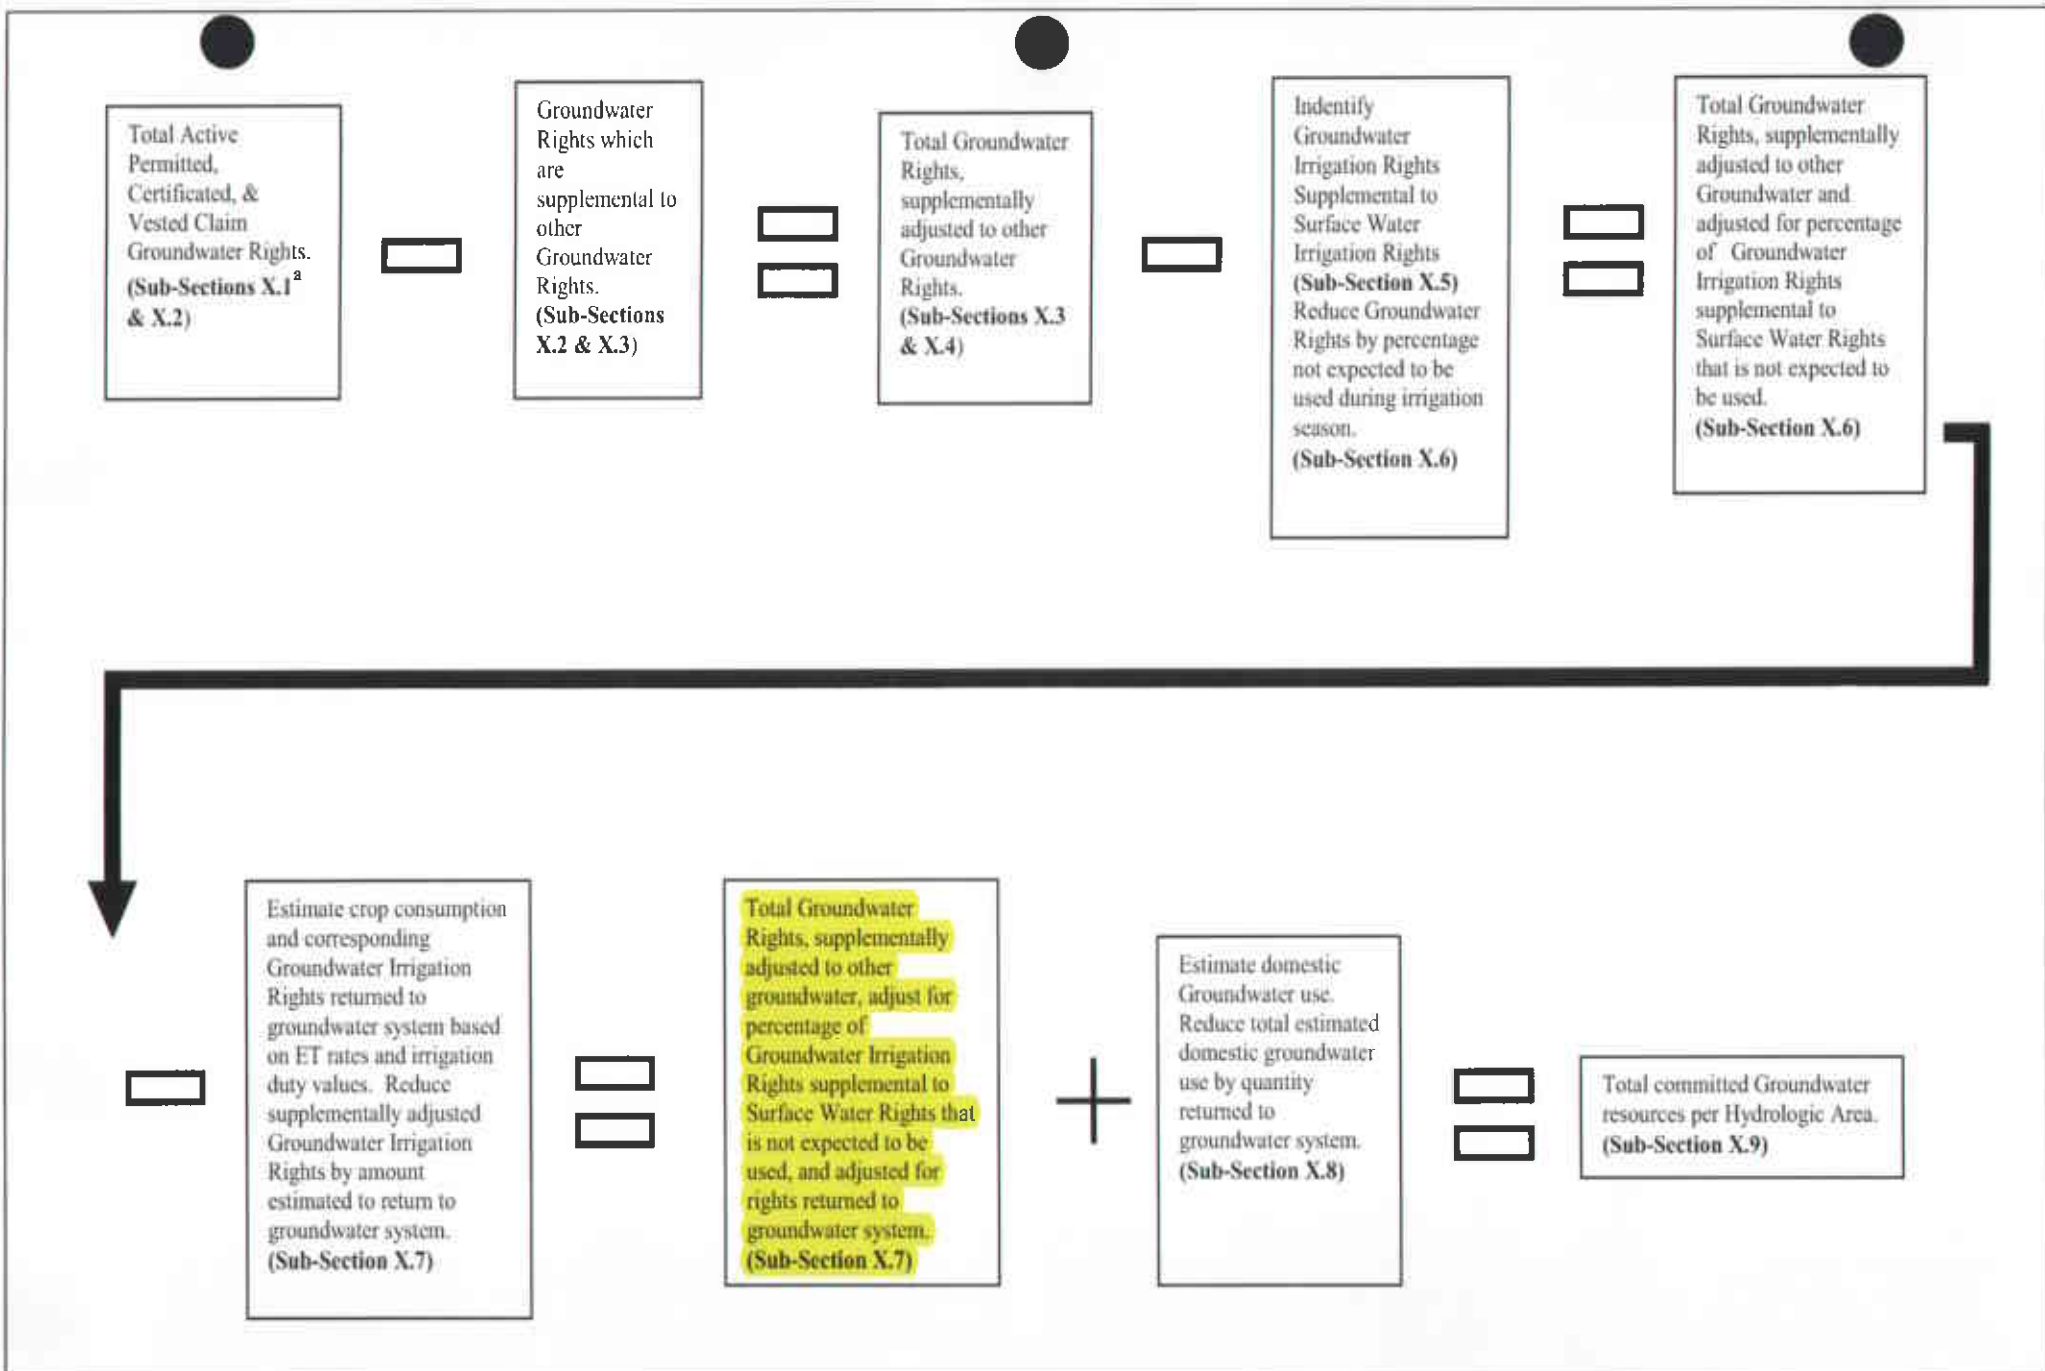 Total Active
Permitted,
Certificated, &
Vested Claim
Groundwater Rights.
(Sub-Sections X.1a
& X.2)
Groundwater
Rights which
are
supplemental to
other
Groundwater
Rights.
(Sub-Sections
X.2 & X.3)
Total Groundwater
Rights,
supplementally
adjusted to other
Groundwater
Rights.
(Sub-Sections X.3
& X.4)
Indentify
Groundwater
Irrigation Rights
Supplemental to
Surface Water
Irrigation Rights
(Sub-Section X.5)
Reduce Groundwater
Rights by percentage
not expected to be
used during irrigation
season.
(Sub-Section X.6)
Total Groundwater
Rights, supplementally
adjusted to other
Groundwater and
adjusted for percentage
of Groundwater
Irrigation Rights
supplemental to
Surface Water Rights
that is not expected to
be used.
(Sub-Section X.6)
Estimate crop consumption
and corresponding
Groundwater Irrigation
Rights returned to
groundwater system based
on ET rates and irrigation
duty values. Reduce
supplementally adjusted
Groundwater Irrigation
Rights by amount
estimated to return to
groundwater system.
(Sub-Section X.7)
Total Groundwater
Rights, supplementally
adjusted to other
groundwater, adjust for
percentage of
Groundwater Irrigation
Rights supplemental to
Surface Water Rights that
is not expected to be
used, and adjusted for
rights returned to
groundwater system.
(Sub-Section X.7)
Estimate domestic
Groundwater use.
Reduce total estimated
domestic groundwater
use by quantity
returned to
groundwater system.
(Sub-Section X.8)
Total committed Groundwater
resources per Hydrologic Area.
(Sub-Section X.9)